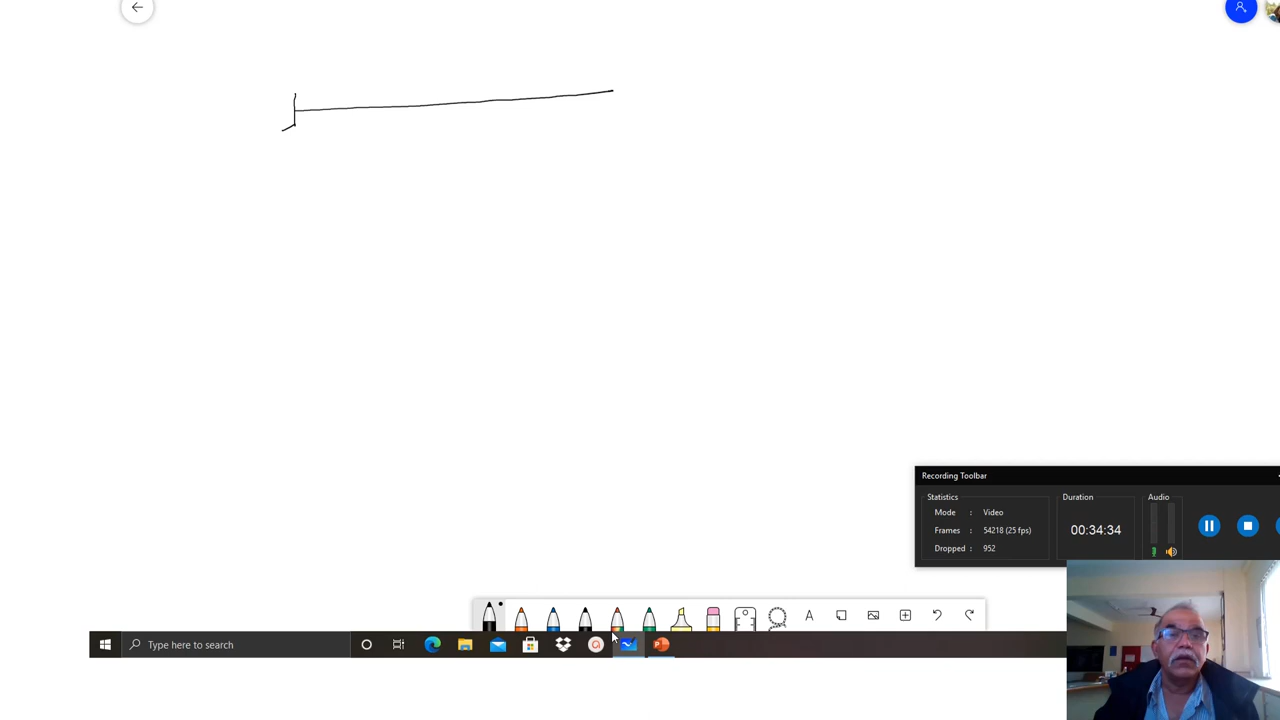 Recording Toolbar
Statistics
Duration
Audio
Mode : Video
Frames : 54218 (25 fps)
Dropped : 952
00:34:34
A
Type here to search